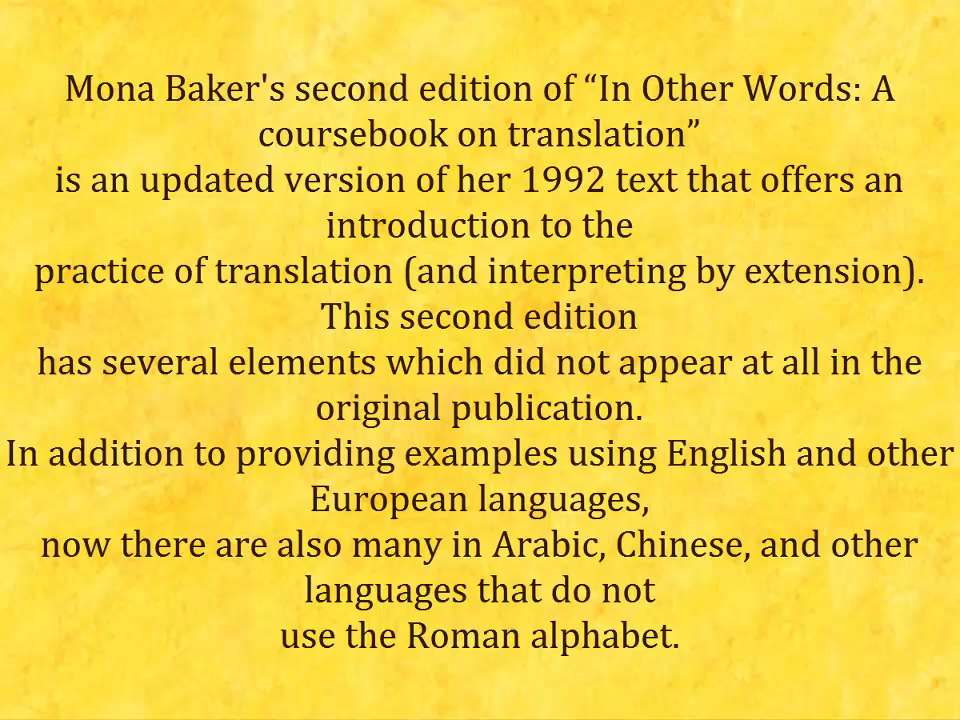 Mona Baker's second edition of “In Other Words: A
coursebook on translation”
is an updated version of her 1992 text that offers an
introduction to the
practice of translation (and interpreting by extension).
This second edition
has several elements which did not appear at all in the
original publication.
In addition to providing examples using English and other
European languages,
now there are also many in Arabic, Chinese, and other
languages that do not
use the Roman alphabet.